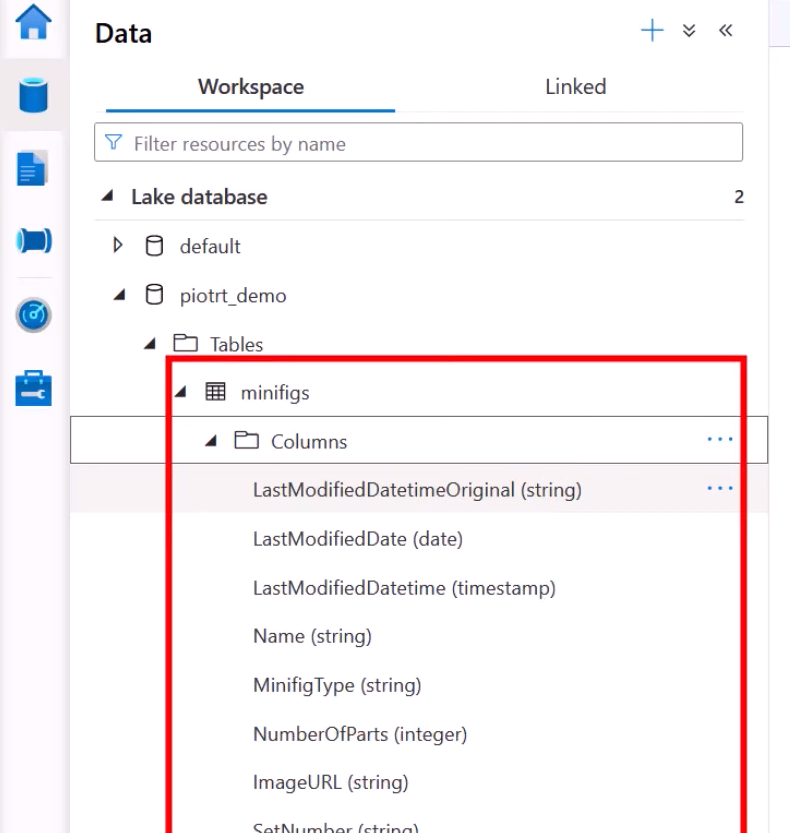 Data
Workspace Linked
Filter resources by name
Lake database 2
default
piotrt_demo
Tables
minifigs
Columns
LastModifiedDatetimeOriginal (string)
LastModifiedDate (date)
LastModifiedDatetime (timestamp)
Name (string)
MinifigType (string)
NumberOfParts (integer)
ImageURL (string)
SetNumber (string)